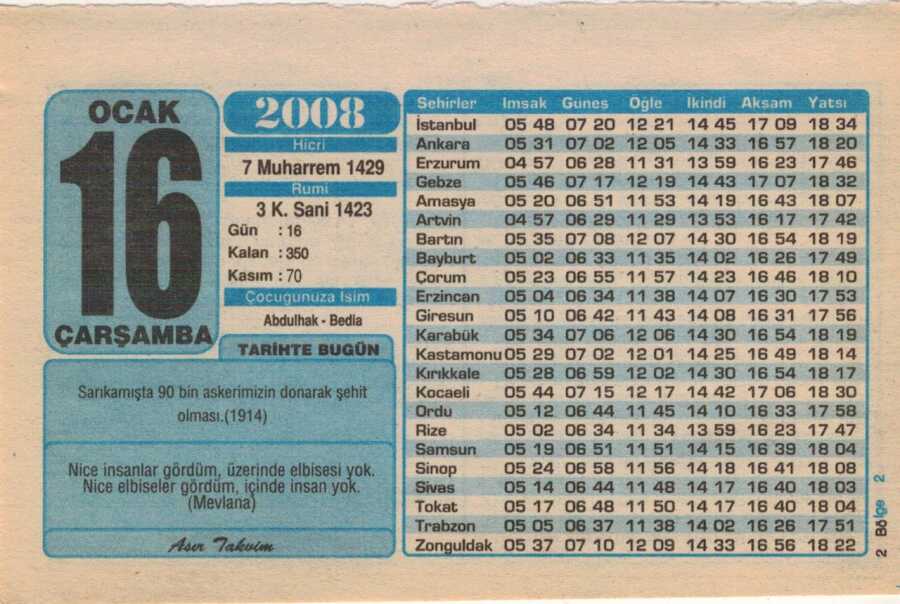 OCAK
16
ÇARŞAMBA
2008
Hicri
7 Muharrem 1429
Rumi
3 K. Sani 1423
Gün : 16
Kalan : 350
Kasım : 70
Çocugunuza İsim
Abdulhak - Bedia
TARİHTE BUGÜN
Sarıkamışta 90 bin askerimizin donarak şehit
olması.(1914)
Nice insanlar gördüm, üzerinde elbisesi yok.
Nice elbiseler gördüm, içinde insan yok.
(Mevlana)
Asır Takvim
Sehirler Imsak Gunes Öğle İkindi Akşam Yatsı
İstanbul 05 48 07 20 12 21 14 45 17 09 18 34
Ankara 05 31 07 02 12 05 14 33 16 57 18 20
Erzurum 04 57 06 28 11 31 13 59 16 23 17 46
Gebze 05 46 07 17 12 19 14 43 17 07 18 32
Amasya 05 20 06 51 11 53 14 19 16 43 18 07
Artvin 04 57 06 29 11 29 13 53 16 17 17 42
Bartın 05 35 07 08 12 07 14 30 16 54 18 19
Bayburt 05 02 06 33 11 35 14 02 16 26 17 49
Çorum 05 23 06 55 11 57 14 23 16 46 18 10
Erzincan 05 04 06 34 11 38 14 07 16 30 17 53
Giresun 05 10 06 42 11 43 14 08 16 31 17 56
Karabük 05 34 07 06 12 06 14 30 16 54 18 19
Kastamonu 05 29 07 02 12 01 14 25 16 49 18 14
Kırıkkale 05 28 06 59 12 02 14 30 16 54 18 17
Kocaeli 05 44 07 15 12 17 14 42 17 06 18 30
Ordu 05 12 06 44 11 45 14 10 16 33 17 58
Rize 05 02 06 34 11 34 13 59 16 23 17 47
Samsun 05 19 06 51 11 51 14 15 16 39 18 04
Sinop 05 24 06 58 11 56 14 18 16 41 18 08
Sivas 05 14 06 44 11 48 14 17 16 40 18 03
Tokat 05 17 06 48 11 50 14 17 16 40 18 04
Trabzon 05 05 06 37 11 38 14 02 16 26 17 51
Zonguldak 05 37 07 10 12 09 14 33 16 56 18 22
2 Bölge 2